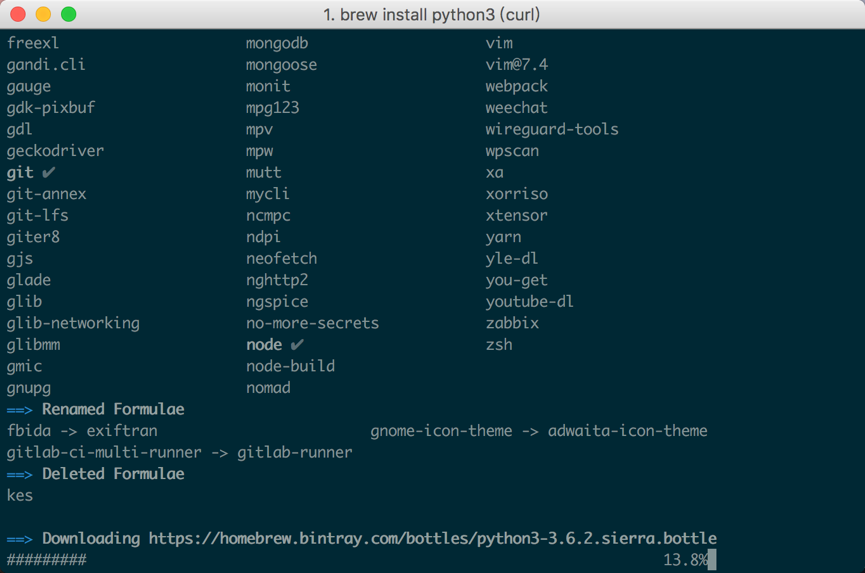 1. brew install python3 (curl)
freexl mongodb vim
gandi.cli mongoose vim@7.4
gauge monit webpack
gdk-pixbuf mpg123 weechat
gdl mpv wireguard-tools
geckodriver mpw wpscan
git ✔ mutt xa
git-annex mycli xorriso
git-lfs ncmpc xtensor
giter8 ndpi yarn
gjs neofetch yle-dl
glade nghttp2 you-get
glib ngspice youtube-dl
glib-networking no-more-secrets zabbix
glibmm node ✔ zsh
gmic node-build
gnupg nomad
==> Renamed Formulae
fbida -> exiftran gnome-icon-theme -> adwaita-icon-theme
gitlab-ci-multi-runner -> gitlab-runner
==> Deleted Formulae
kes
==> Downloading https://homebrew.bintray.com/bottles/python3-3.6.2.sierra.bottle
######### 13.8%